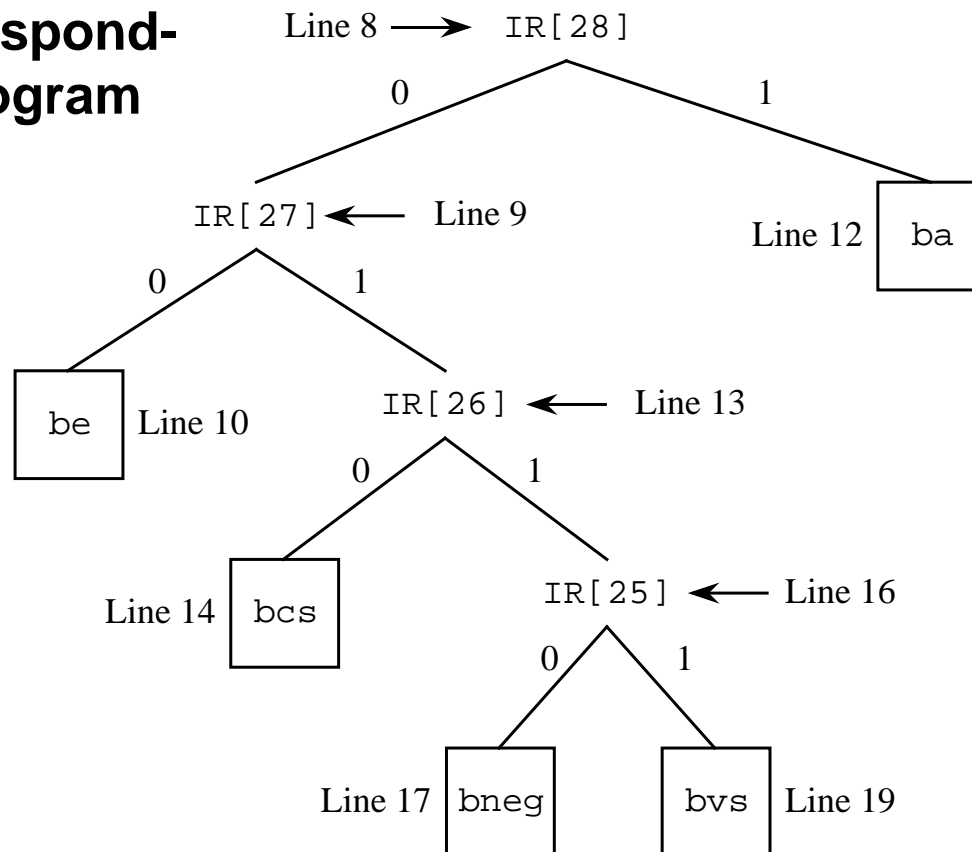 spond-
Line 8 IR[28]
ogram
0 1
IR[27] Line 9
Line 12 ba
0 1
IR[26] Line 13
be Line 10
0 1
IR[25] Line 16
Line 14 bcs
0 1
Line 17 bneg bvs Line 19